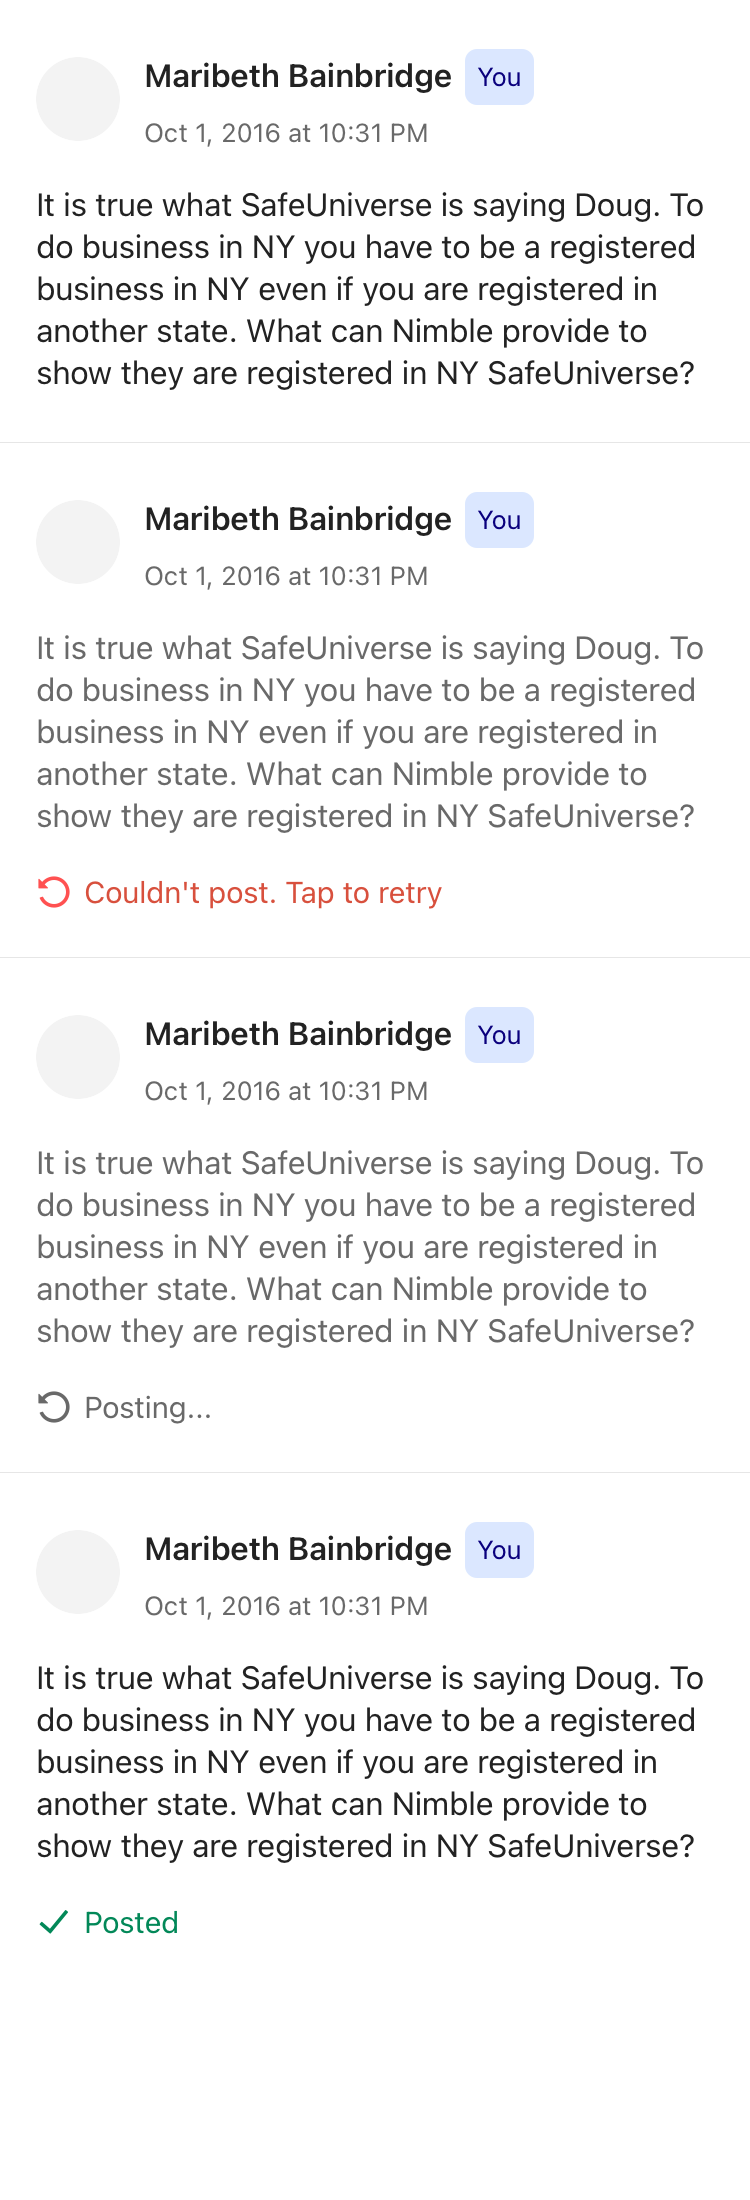 Maribeth Bainbridge You
Oct 1, 2016 at 10:31 PM
It is true what SafeUniverse is saying Doug. To
do business in NY you have to be a registered
business in NY even if you are registered in
another state. What can Nimble provide to
show they are registered in NY SafeUniverse?
Maribeth Bainbridge You
Oct 1, 2016 at 10:31 PM
It is true what SafeUniverse is saying Doug. To
do business in NY you have to be a registered
business in NY even if you are registered in
another state. What can Nimble provide to
show they are registered in NY SafeUniverse?
Couldn't post. Tap to retry
Maribeth Bainbridge You
Oct 1, 2016 at 10:31 PM
It is true what SafeUniverse is saying Doug. To
do business in NY you have to be a registered
business in NY even if you are registered in
another state. What can Nimble provide to
show they are registered in NY SafeUniverse?
Posting...
Maribeth Bainbridge You
Oct 1, 2016 at 10:31 PM
It is true what SafeUniverse is saying Doug. To
do business in NY you have to be a registered
business in NY even if you are registered in
another state. What can Nimble provide to
show they are registered in NY SafeUniverse?
Posted